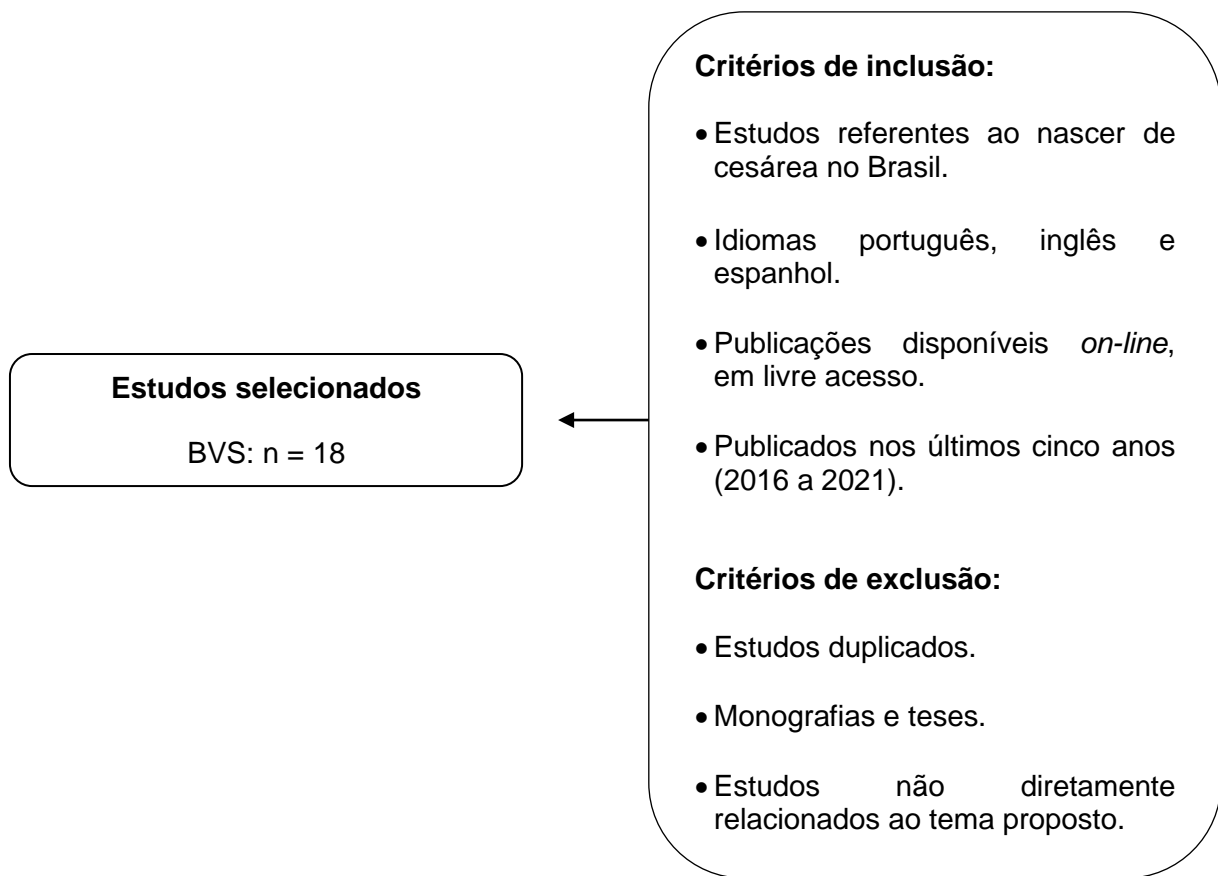 Critérios de inclusão:
• Estudos referentes ao nascer de
cesárea no Brasil.
• Idiomas português, inglês e
espanhol.
• Publicações disponíveis on-line,
em livre acesso.
• Publicados nos últimos cinco anos
(2016 a 2021).
Critérios de exclusão:
• Estudos duplicados.
• Monografias e teses.
• Estudos não diretamente
relacionados ao tema proposto.
Estudos selecionados
BVS: n = 18